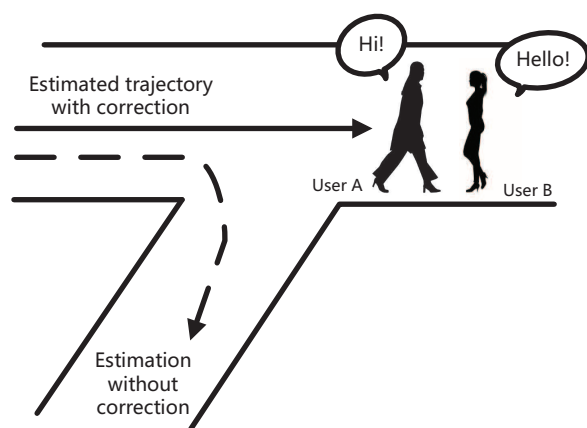 Hi!
Hello!
Estimated trajectory
with correction
User A
User B
Estimation
without
correction